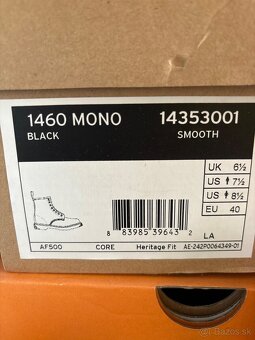 1460 MONO 14353001
BLACK SMOOTH
UK 6½
US 7½
US 8½
EU 40
8 83985 39643 2
LA
AF500 CORE Heritage Fit AE-242P0064349-01
bazos.sk